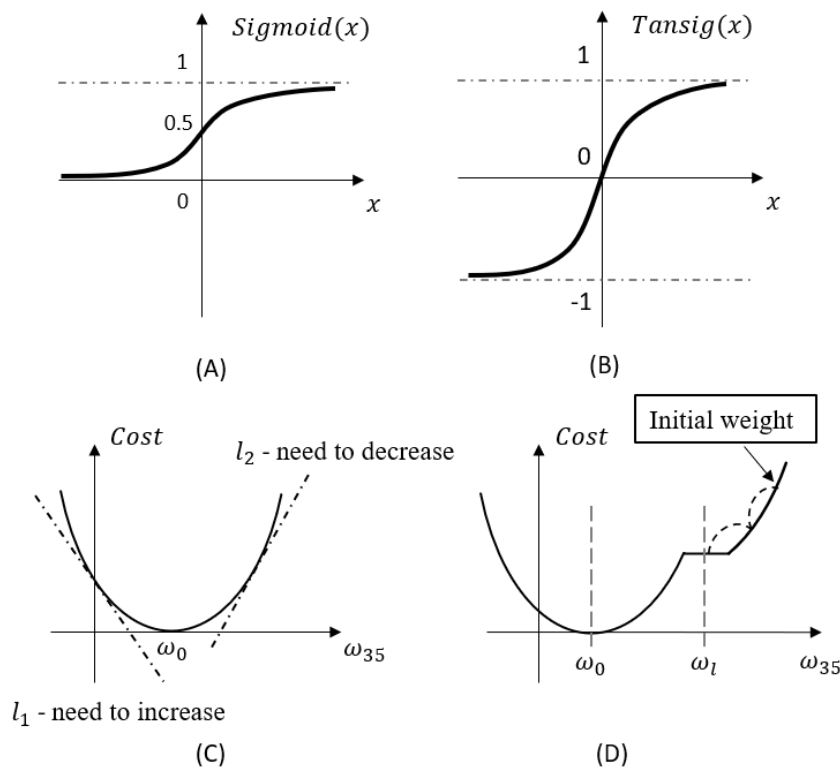 Sigmoid(x)
1
0.5
0
x
(A)
Tansig(x)
1
0
x
-1
(B)
Cost
l₂ - need to decrease
ω₀
ω₃₅
l₁ - need to increase
(C)
Initial weight
Cost
ω₀
ωₗ
ω₃₅
(D)